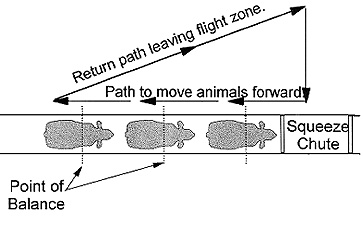 Return path leaving flight zone.
Path to move animals forward
Squeeze
Chute
Point of
Balance